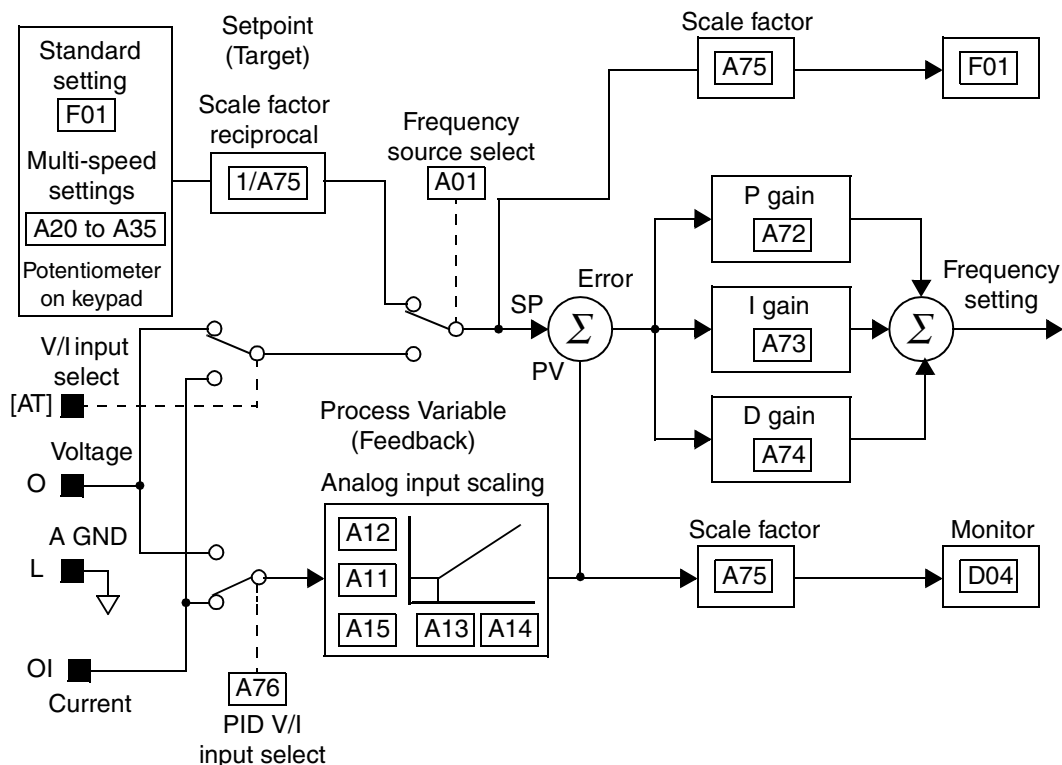 Standard
setting
F01
Multi-speed
settings
A20 to A35
Potentiometer
on keypad
Setpoint
(Target)
Scale factor
reciprocal
1/A75
Frequency
source select
A01
Scale factor
A75
F01
P gain
A72
I gain
A73
D gain
A74
Error
SP
Σ
PV
Σ
Frequency
setting
V/I input
select
[AT]
Voltage
O
A GND
L
OI
Current
Process Variable
(Feedback)
Analog input scaling
A12
A11
A15
A13
A14
A76
PID V/I
input select
Scale factor
A75
Monitor
D04